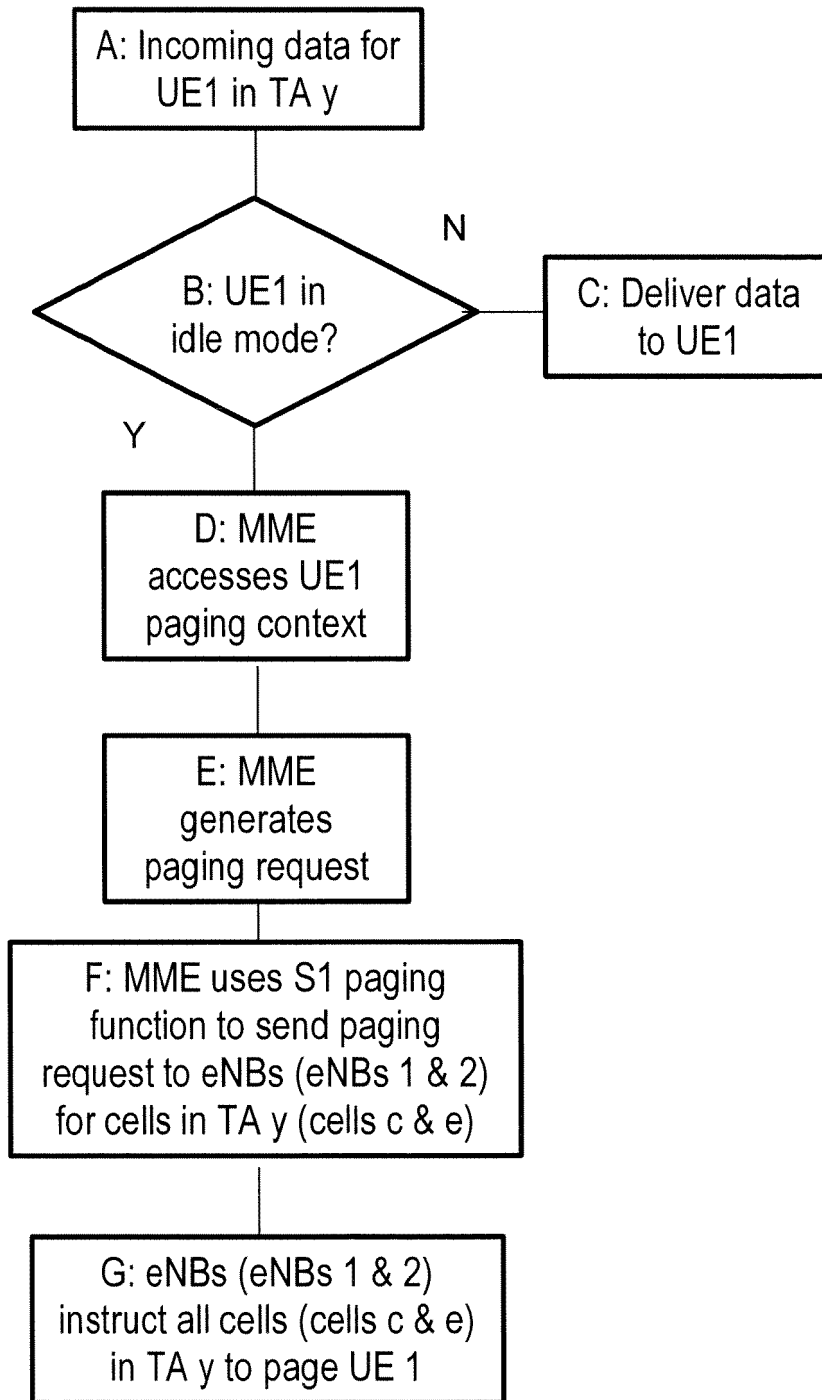 A: Incoming data for
UE1 in TA y
N
B: UE1 in
idle mode?
C: Deliver data
to UE1
Y
D: MME
accesses UE1
paging context
E: MME
generates
paging request
F: MME uses S1 paging
function to send paging
request to eNBs (eNBs 1 & 2)
for cells in TA y (cells c & e)
G: eNBs (eNBs 1 & 2)
instruct all cells (cells c & e)
in TA y to page UE 1